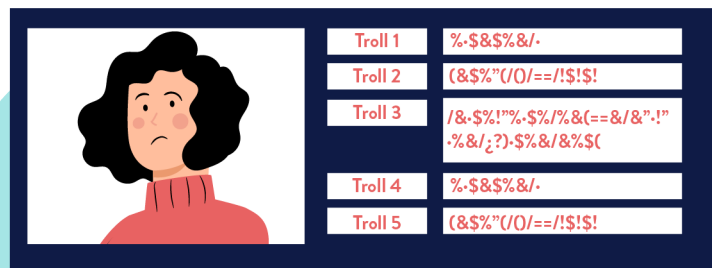 Troll 1 %·$&$%&/·
Troll 2 (&$%”(/()/==/!$!$!
Troll 3 /&·$%!”%·$%/%&(==&/&”·!”
·%&/¿?)·$%&/&%$(
Troll 4 %·$&$%&/·
Troll 5 (&$%”(/()/==/!$!$!